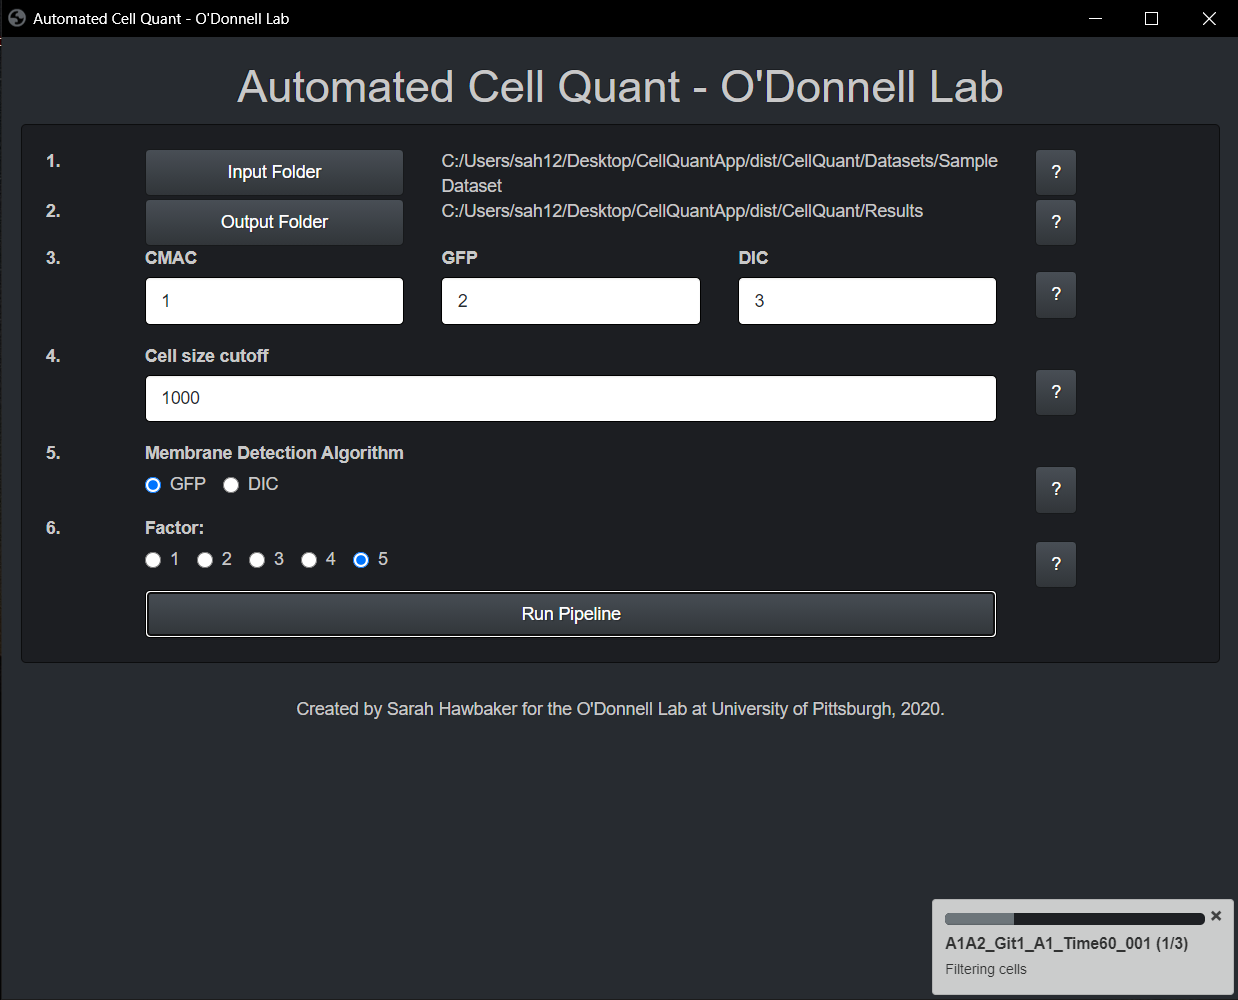 Automated Cell Quant - O'Donnell Lab
Automated Cell Quant - O'Donnell Lab
1.
Input Folder
C:/Users/sah12/Desktop/CellQuantApp/dist/CellQuant/Datasets/Sample
Dataset
?
2.
Output Folder
C:/Users/sah12/Desktop/CellQuantApp/dist/CellQuant/Results
?
3.
CMAC
GFP
DIC
1
2
3
?
4.
Cell size cutoff
1000
?
5.
Membrane Detection Algorithm
GFP
DIC
?
6.
Factor:
1
2
3
4
5
?
Run Pipeline
Created by Sarah Hawbaker for the O'Donnell Lab at University of Pittsburgh, 2020.
A1A2_Git1_A1_Time60_001 (1/3)
Filtering cells